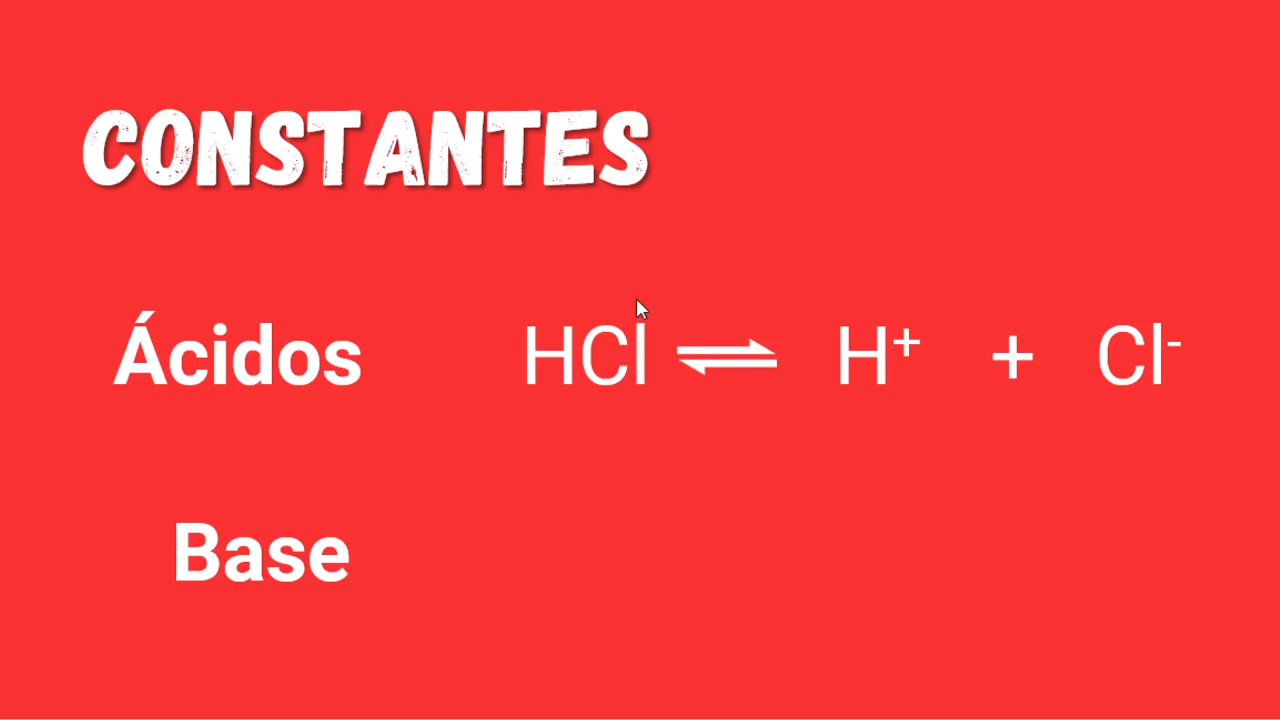 CONSTANTES
Ácidos HCl ⇌ H⁺ + Cl⁻
Base